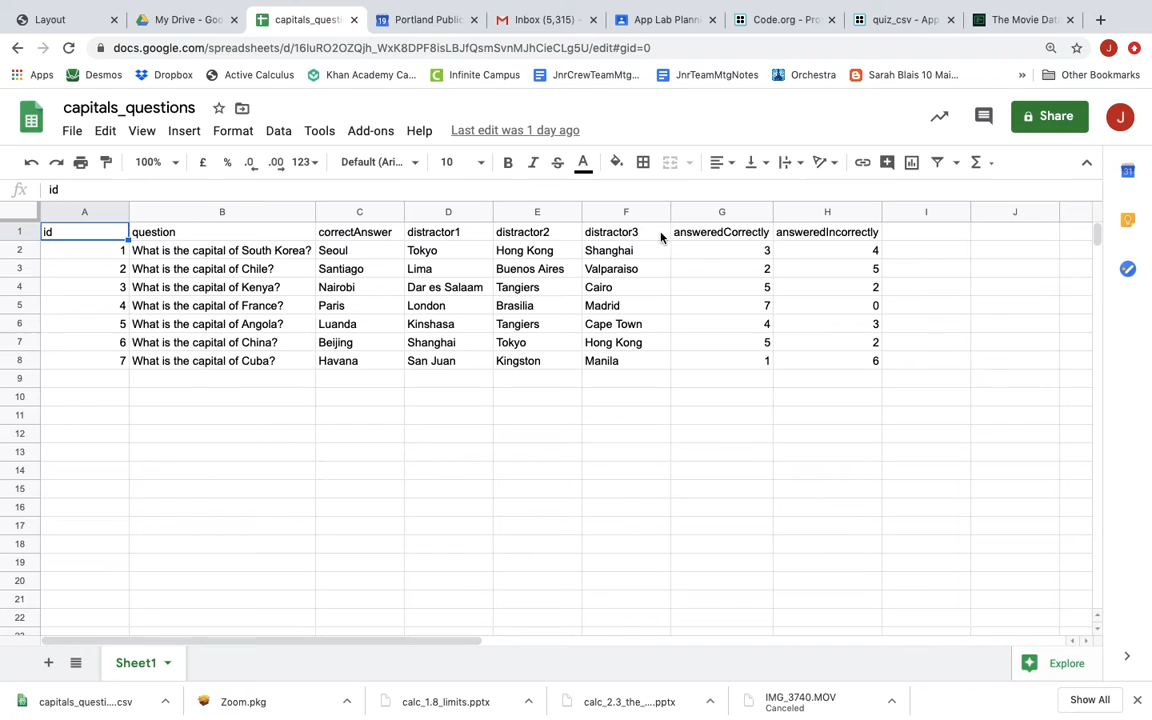 Layout
My Drive - Goo
capitals_questi
19 Portland Public
Inbox (5,315) -
App Lab Plann
Code.org - Pro
quiz_csv - App
The Movie Data
docs.google.com/spreadsheets/d/16luRO2OZQjh_WxK8DPF8isLBJfQsmSvnMJhCieCLg5U/edit#gid=0
J
Apps Desmos Dropbox Active Calculus Khan Academy Ca... Infinite Campus JnrCrewTeamMtg... JnrTeamMtgNotes Orchestra Sarah Blais 10 Mai... » Other Bookmarks
capitals_questions
File Edit View Insert Format Data Tools Add-ons Help Last edit was 1 day ago
Share
J
100% £ % .0 .00 123 Default (Ari... 10 B I S A Σ
31
fx id
A B C D E F G H I J
1 id question correctAnswer distractor1 distractor2 distractor3 answeredCorrectly answeredIncorrectly
2 1 What is the capital of South Korea? Seoul Tokyo Hong Kong Shanghai 3 4
3 2 What is the capital of Chile? Santiago Lima Buenos Aires Valparaiso 2 5
4 3 What is the capital of Kenya? Nairobi Dar es Salaam Tangiers Cairo 5 2
5 4 What is the capital of France? Paris London Brasilia Madrid 7 0
6 5 What is the capital of Angola? Luanda Kinshasa Tangiers Cape Town 4 3
7 6 What is the capital of China? Beijing Shanghai Tokyo Hong Kong 5 2
8 7 What is the capital of Cuba? Havana San Juan Kingston Manila 1 6
9
10
11
12
13
14
15
16
17
18
19
20
21
22
Sheet1
Explore
capitals_questi....csv
Zoom.pkg
calc_1.8_limits.pptx
calc_2.3_the_....pptx
IMG_3740.MOV
Canceled
Show All